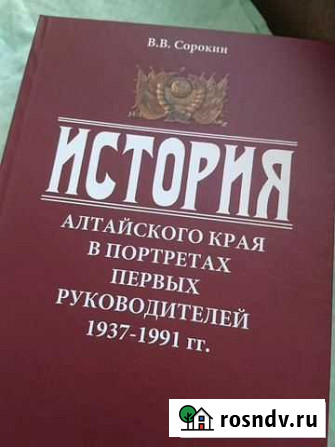 В.В. Сорокин
ИСТОРИЯ
АЛТАЙСКОГО КРАЯ
В ПОРТРЕТАХ
ПЕРВЫХ
РУКОВОДИТЕЛЕЙ
1937-1991 гг.
rosndv.ru